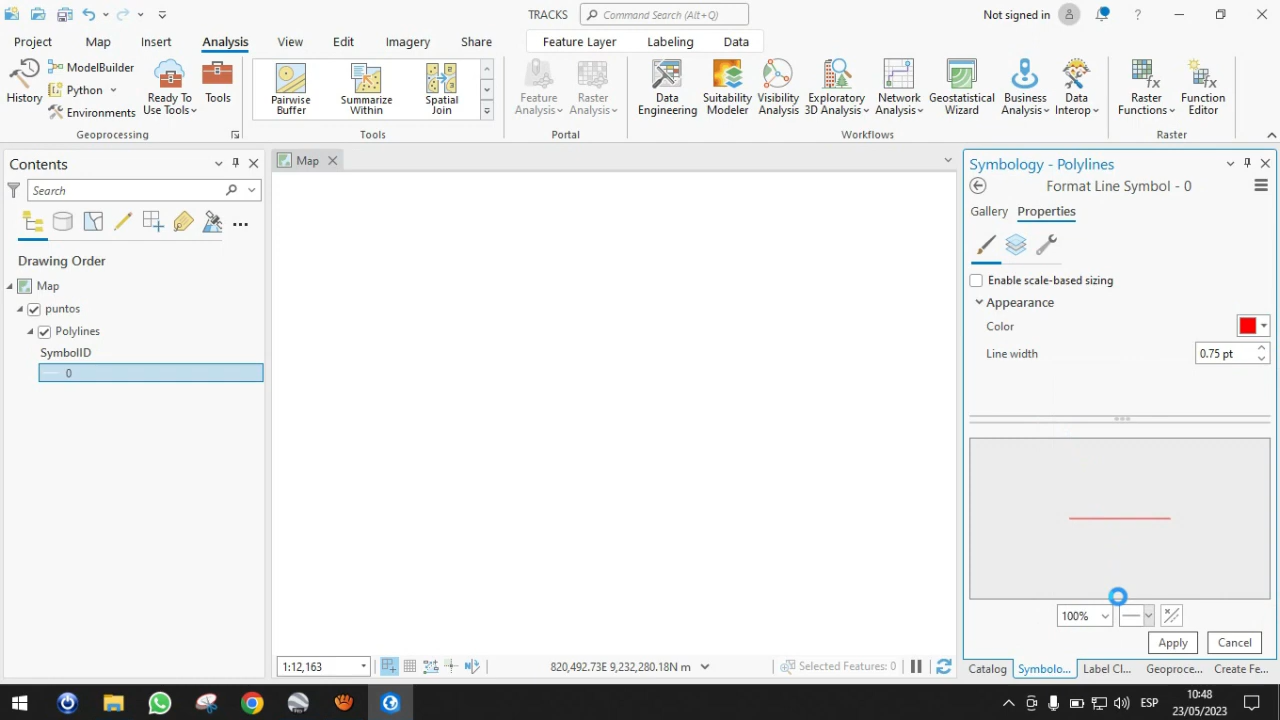 TRACKS
Command Search (Alt+Q)
Not signed in
?
Project
Map
Insert
Analysis
View
Edit
Imagery
Share
Feature Layer
Labeling
Data
History
ModelBuilder
Python
Environments
Ready To
Use Tools
Tools
Geoprocessing
Pairwise
Buffer
Summarize
Within
Spatial
Join
Tools
Feature
Analysis
Raster
Analysis
Portal
Data
Engineering
Suitability
Modeler
Visibility
Analysis
Exploratory
3D Analysis
Network
Analysis
Geostatistical
Wizard
Business
Analysis
Data
Interop
Workflows
Raster
Functions
Function
Editor
Raster
Contents
Search
Drawing Order
Map
puntos
Polylines
SymbolID
0
Map
1:12,163
820,492.73E 9,232,280.18N m
Selected Features: 0
Symbology - Polylines
Format Line Symbol - 0
Gallery
Properties
Enable scale-based sizing
Appearance
Color
Line width
0.75 pt
100%
Apply
Cancel
Catalog
Symbolo...
Label Cl...
Geoproce...
Create Fe...
ESP
10:48
23/05/2023